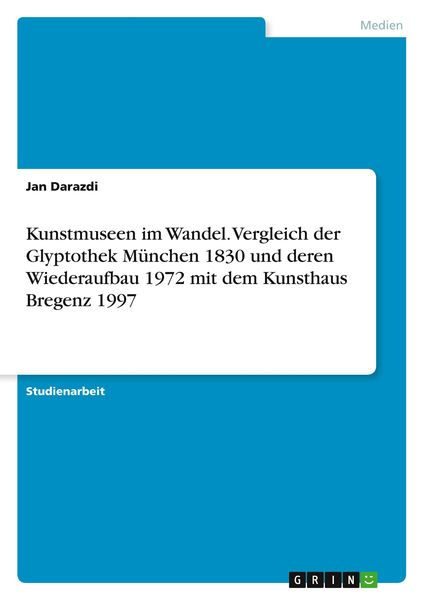 Medien
Jan Darazdi
Kunstmuseen im Wandel. Vergleich der
Glyptothek München 1830 und deren
Wiederaufbau 1972 mit dem Kunsthaus
Bregenz 1997
Studienarbeit
GRIN